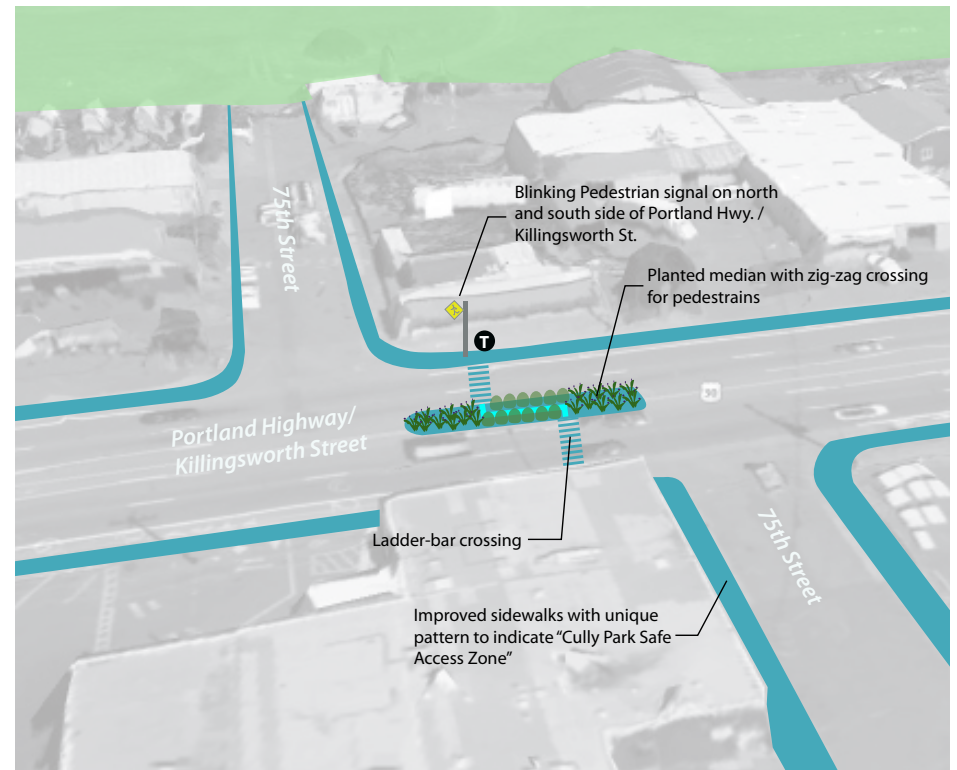 75th Street
Blinking Pedestrian signal on north
and south side of Portland Hwy. /
Killingsworth St.
Planted median with zig-zag crossing
for pedestrains
T
30
Portland Highway/
Killingsworth Street
Ladder-bar crossing
75th Street
Improved sidewalks with unique
pattern to indicate “Cully Park Safe
Access Zone”